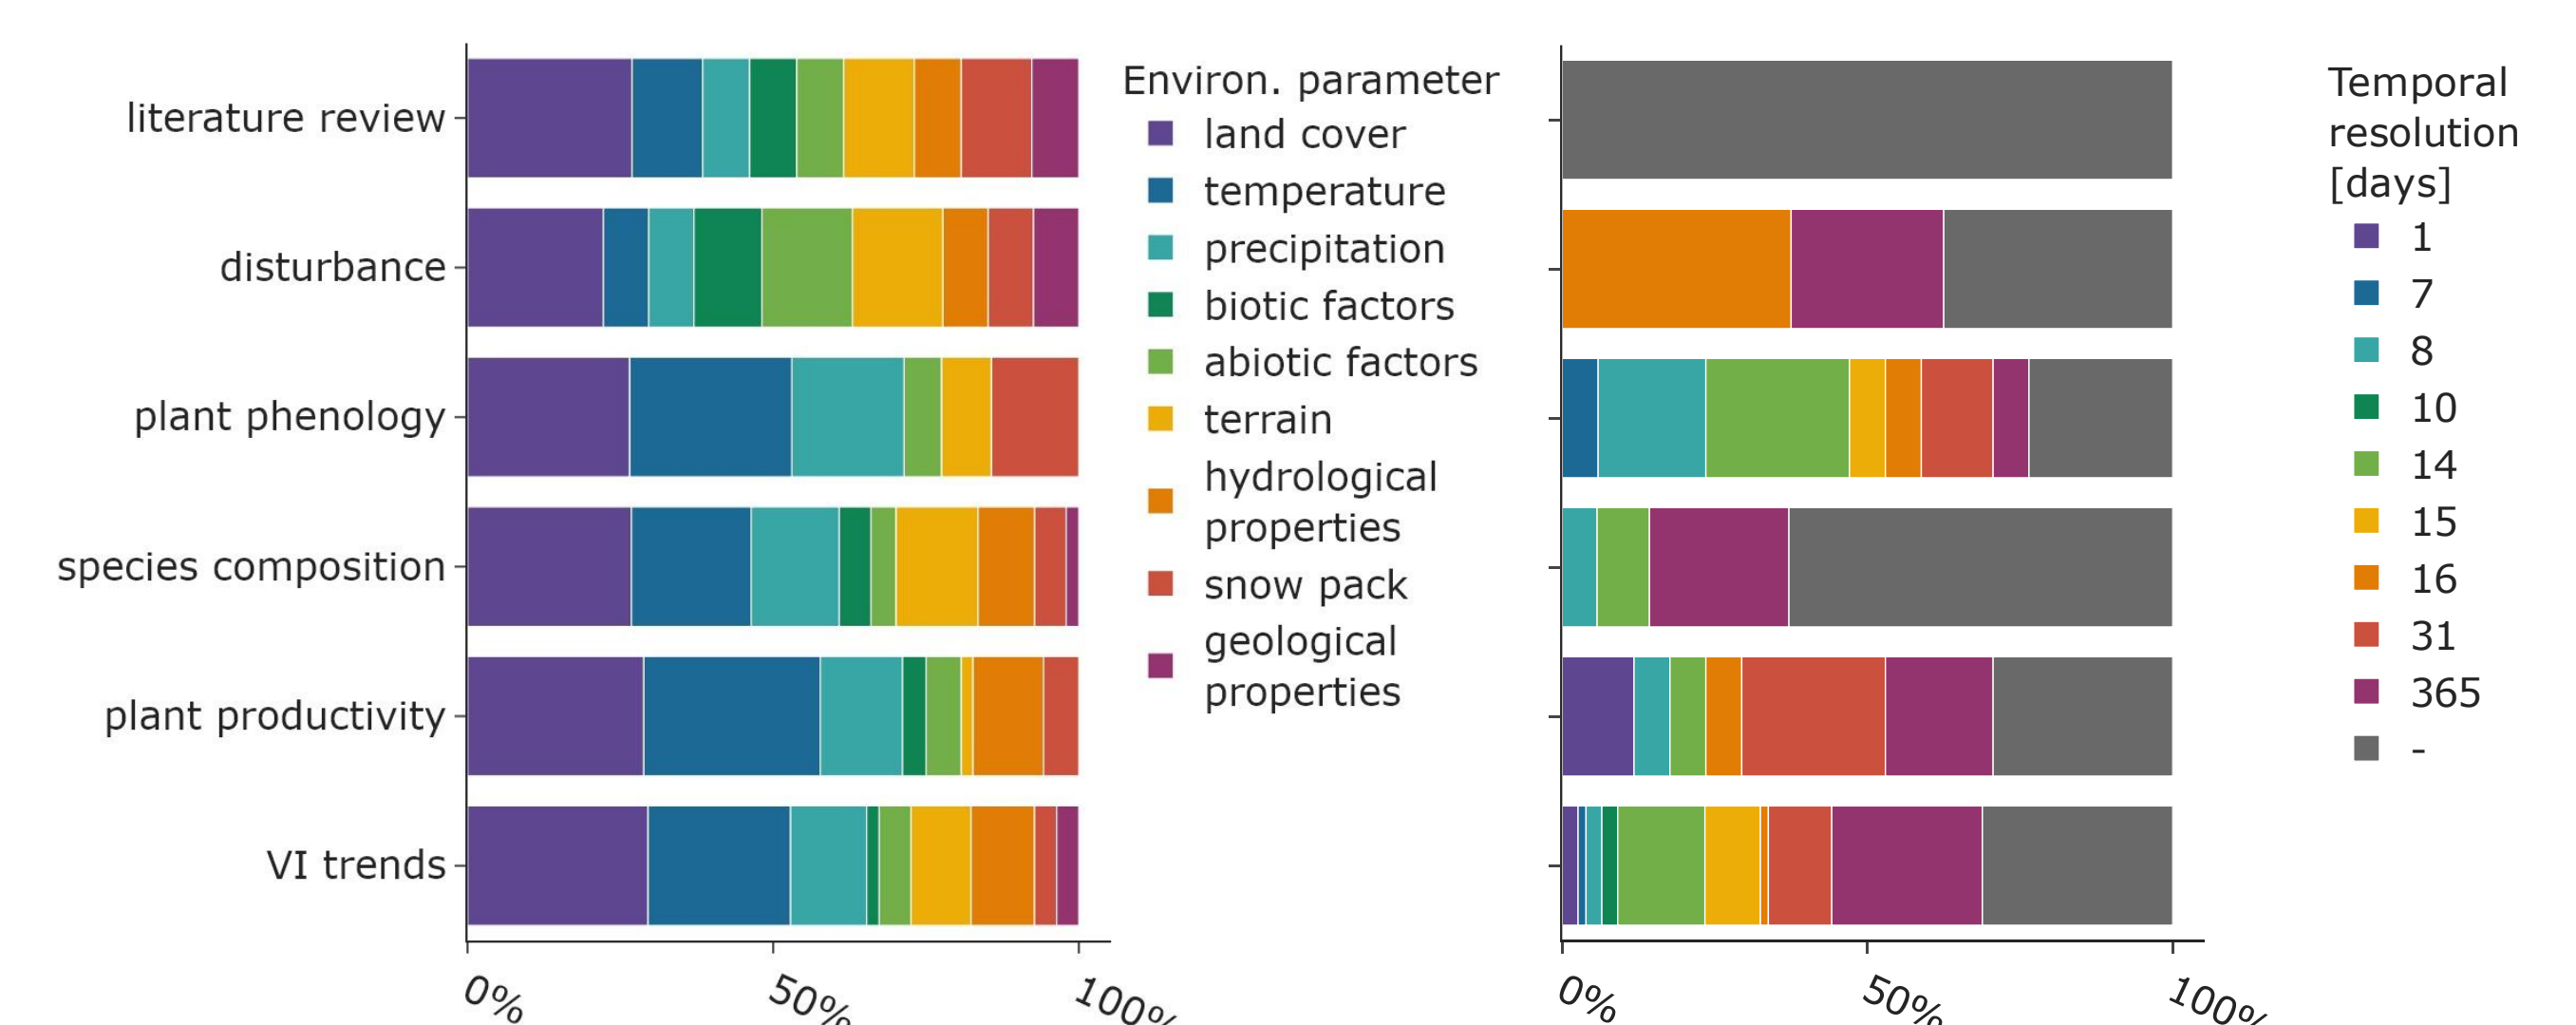 literature review
disturbance
plant phenology
species composition
plant productivity
VI trends
0%
50%
100%
Environ. parameter
land cover
temperature
precipitation
biotic factors
abiotic factors
terrain
hydrological
properties
snow pack
geological
properties
0%
50%
100%
Temporal
resolution
[days]
1
7
8
10
14
15
16
31
365
-